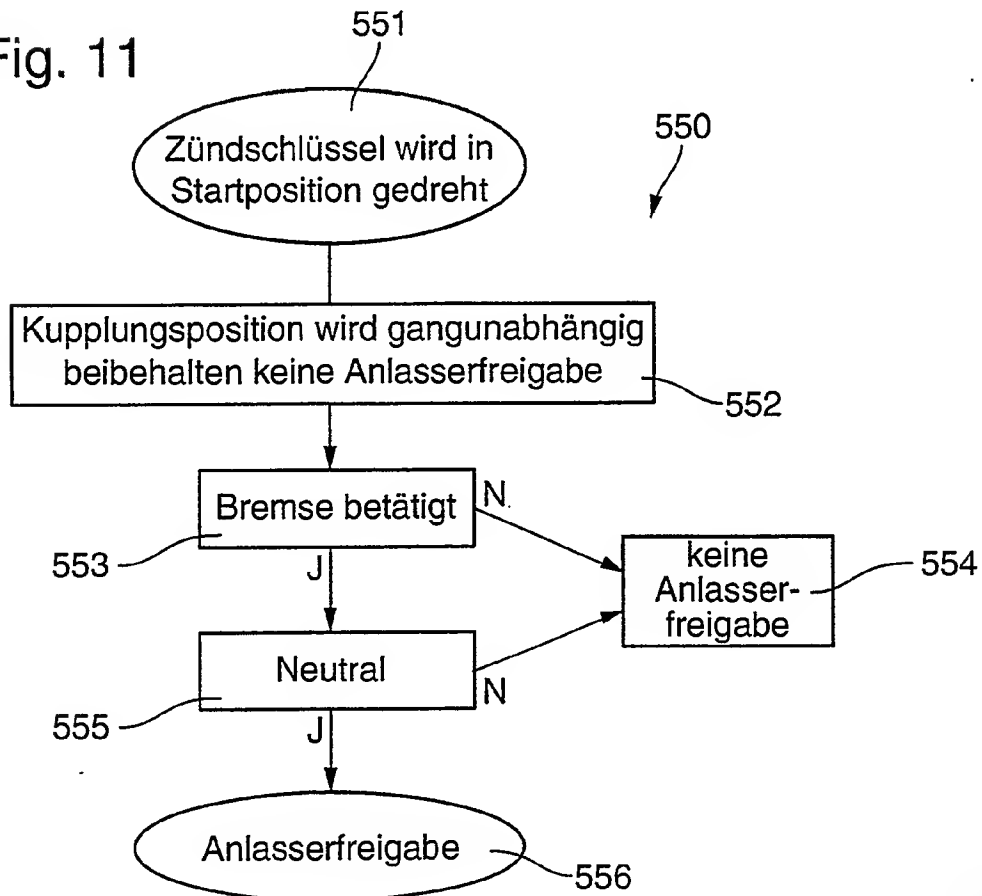 Fig. 11
551
550
Zündschlüssel wird in
Startposition gedreht
Kupplungsposition wird gangunabhängig
beibehalten keine Anlasserfreigabe
552
Bremse betätigt
N
553
J
keine
Anlasser-
freigabe
554
Neutral
N
555
J
Anlasserfreigabe
556